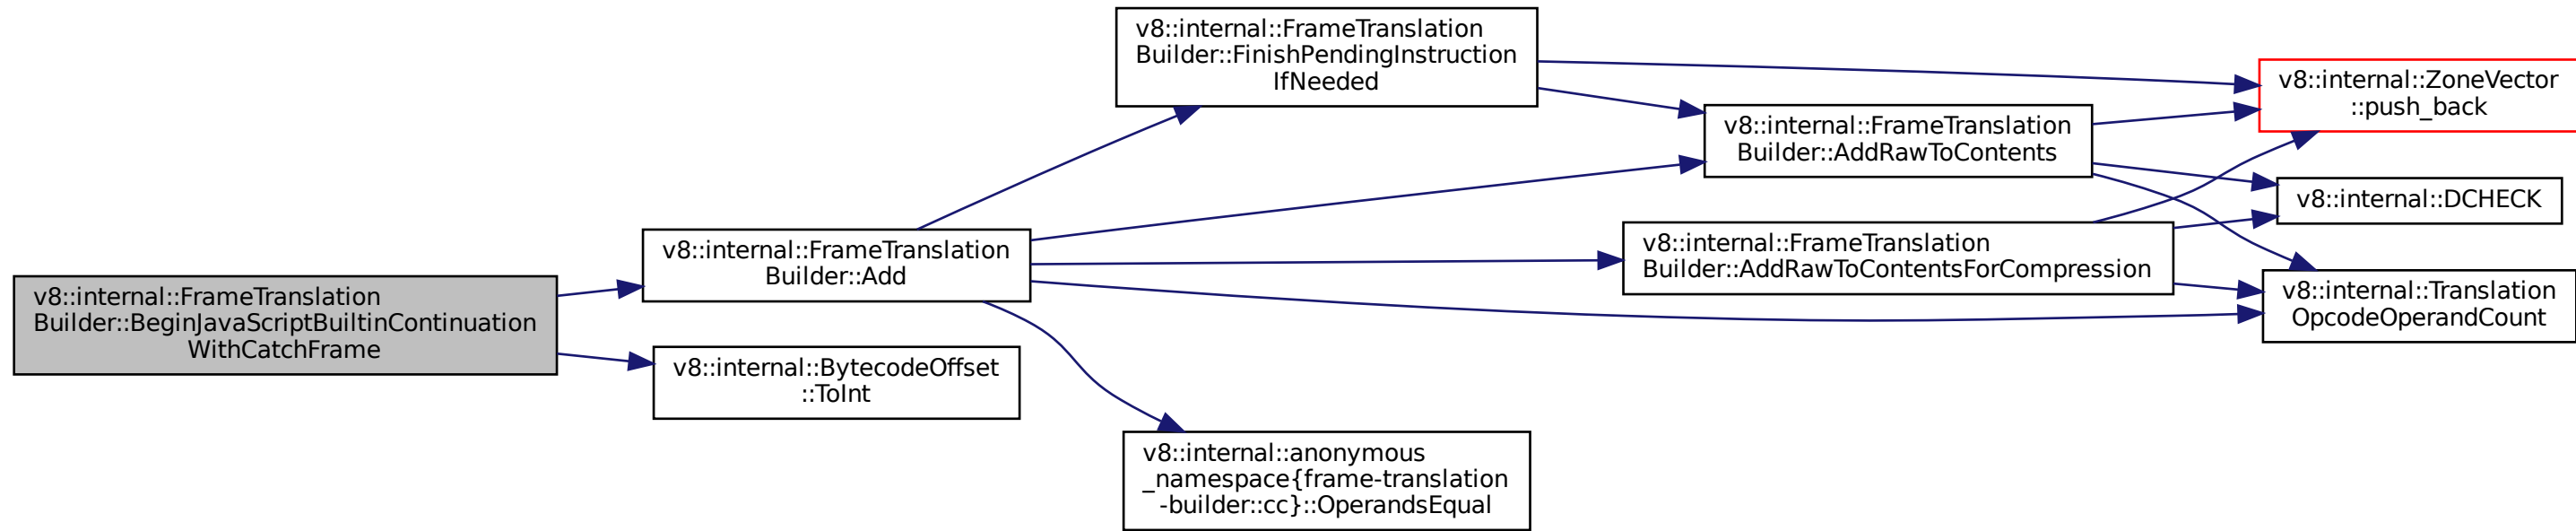 v8::internal::FrameTranslation
Builder::BeginJavaScriptBuiltinContinuation
WithCatchFrame
v8::internal::FrameTranslation
Builder::Add
v8::internal::BytecodeOffset
::ToInt
v8::internal::FrameTranslation
Builder::FinishPendingInstruction
IfNeeded
v8::internal::anonymous
_namespace{frame-translation
-builder::cc}::OperandsEqual
v8::internal::FrameTranslation
Builder::AddRawToContents
v8::internal::FrameTranslation
Builder::AddRawToContentsForCompression
v8::internal::ZoneVector
::push_back
v8::internal::DCHECK
v8::internal::Translation
OpcodeOperandCount